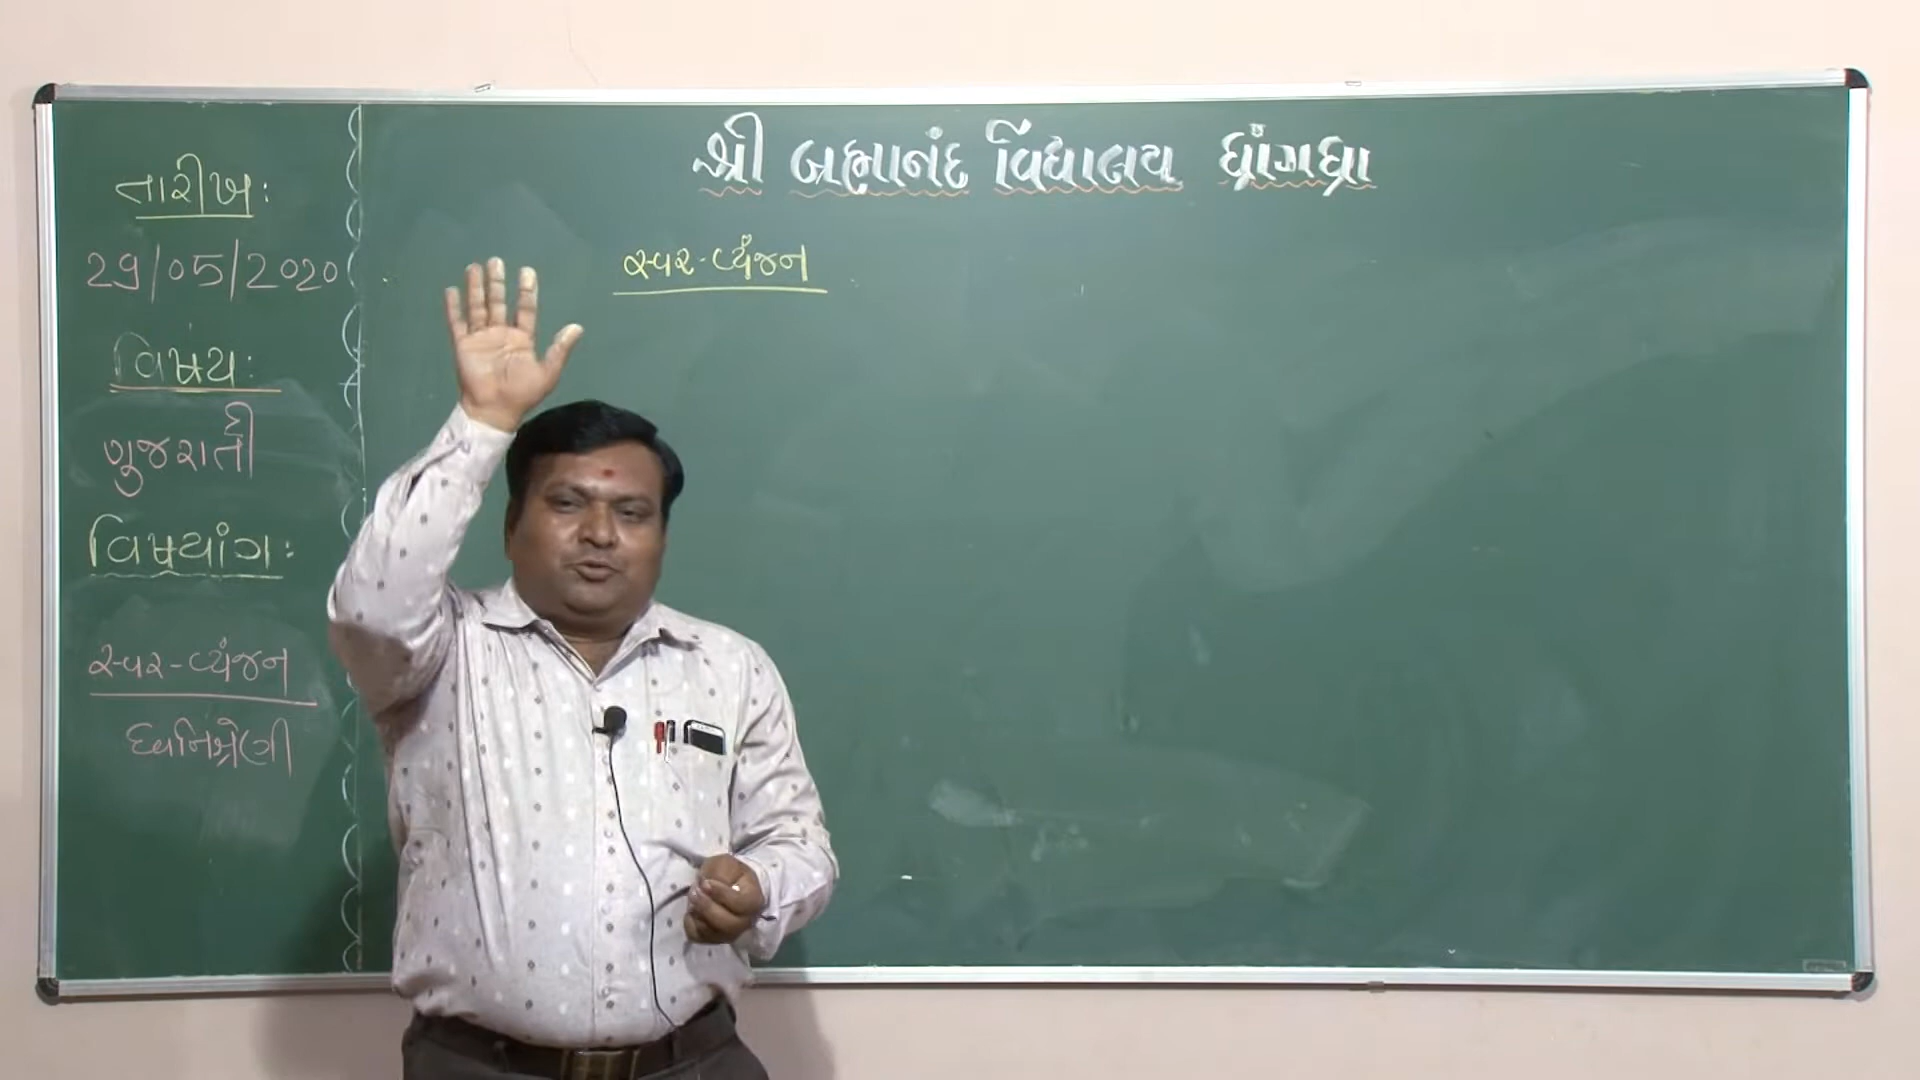 શ્રી બ્રહ્માનંદ વિદ્યાલય ધ્રાંગધ્રા
સ્વર-વ્યંજન
તારીખ:
29/05/2020
વિષય:
ગુજરાતી
વિષયાંગ:
સ્વર-વ્યંજન
ધ્વનિશ્રેણી